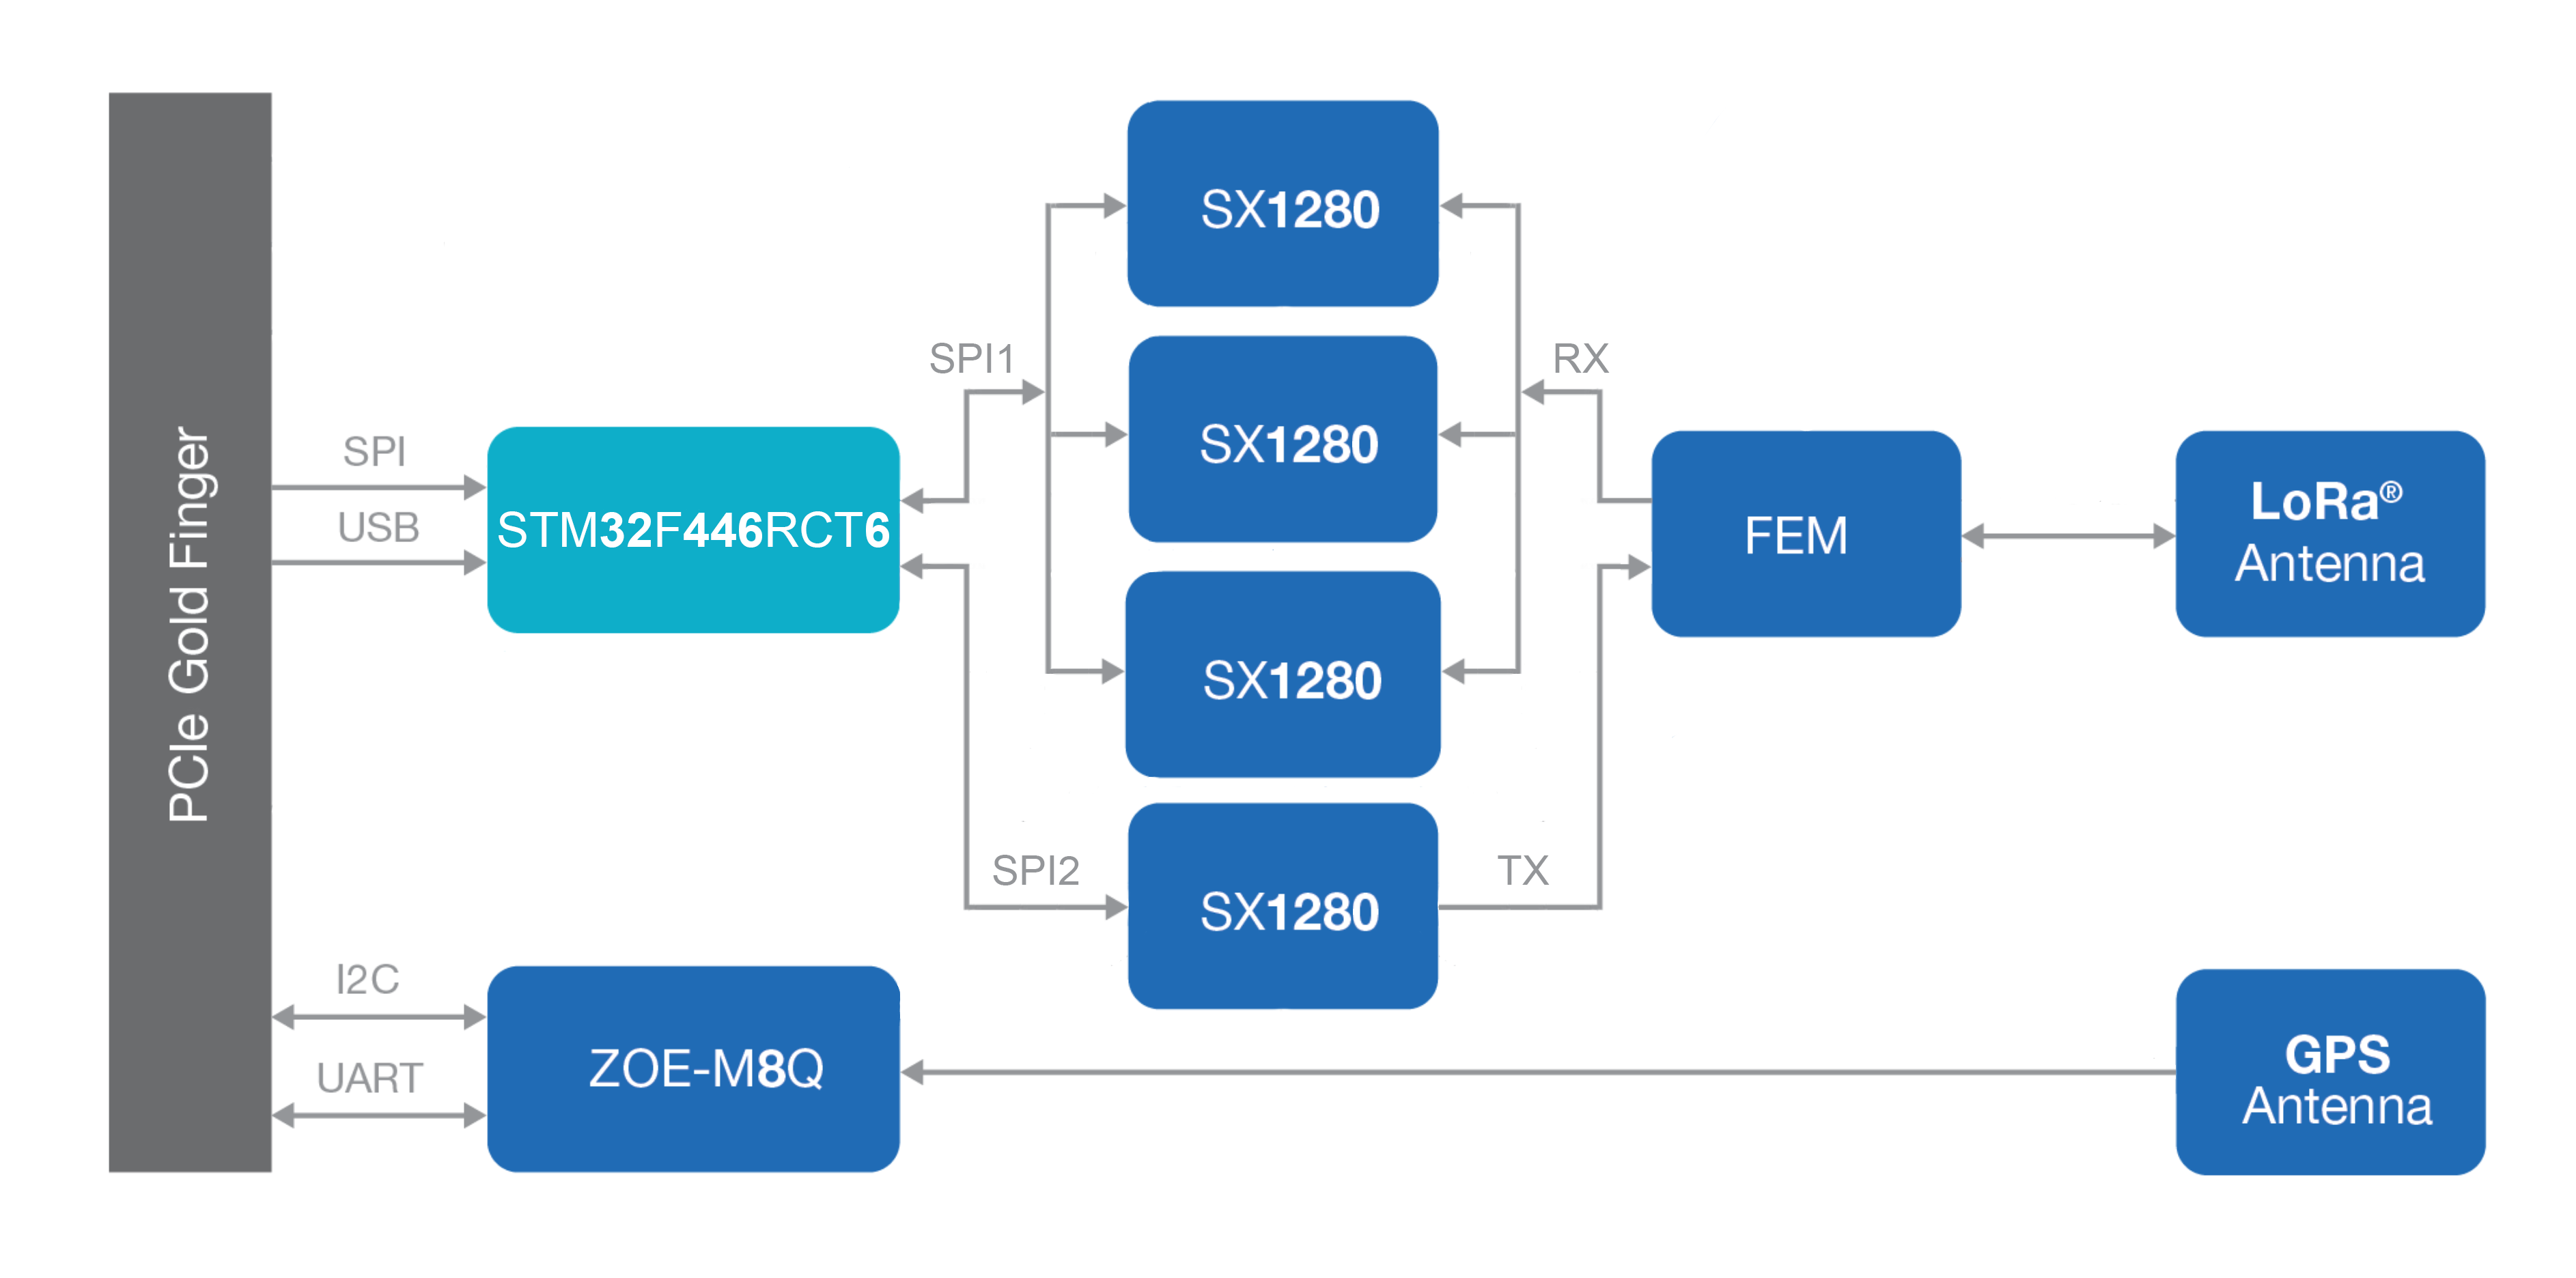 PCIe Gold Finger
SPI
USB
STM32F446RCT6
SPI1
SPI2
SX1280
SX1280
SX1280
SX1280
RX
TX
FEM
LoRa®
Antenna
I2C
UART
ZOE-M8Q
GPS
Antenna